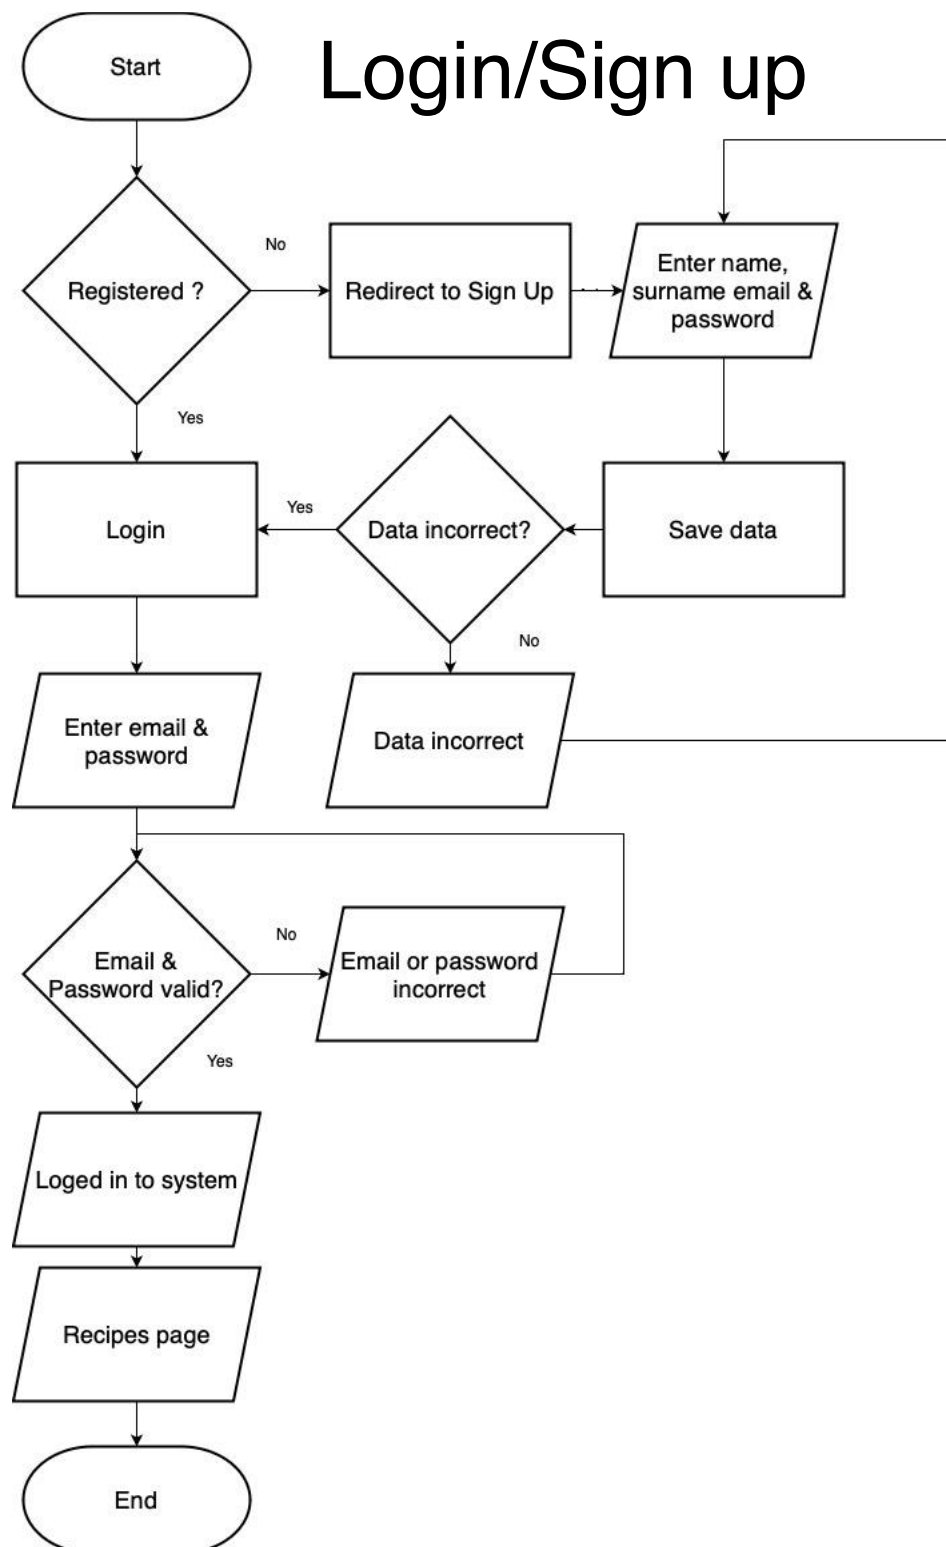 Start
Login/Sign up
Registered ?
No
Redirect to Sign Up
Enter name,
surname email &
password
Yes
Login
Yes
Data incorrect?
Save data
No
Enter email &
password
Data incorrect
Email &
Password valid?
No
Email or password
incorrect
Yes
Loged in to system
Recipes page
End